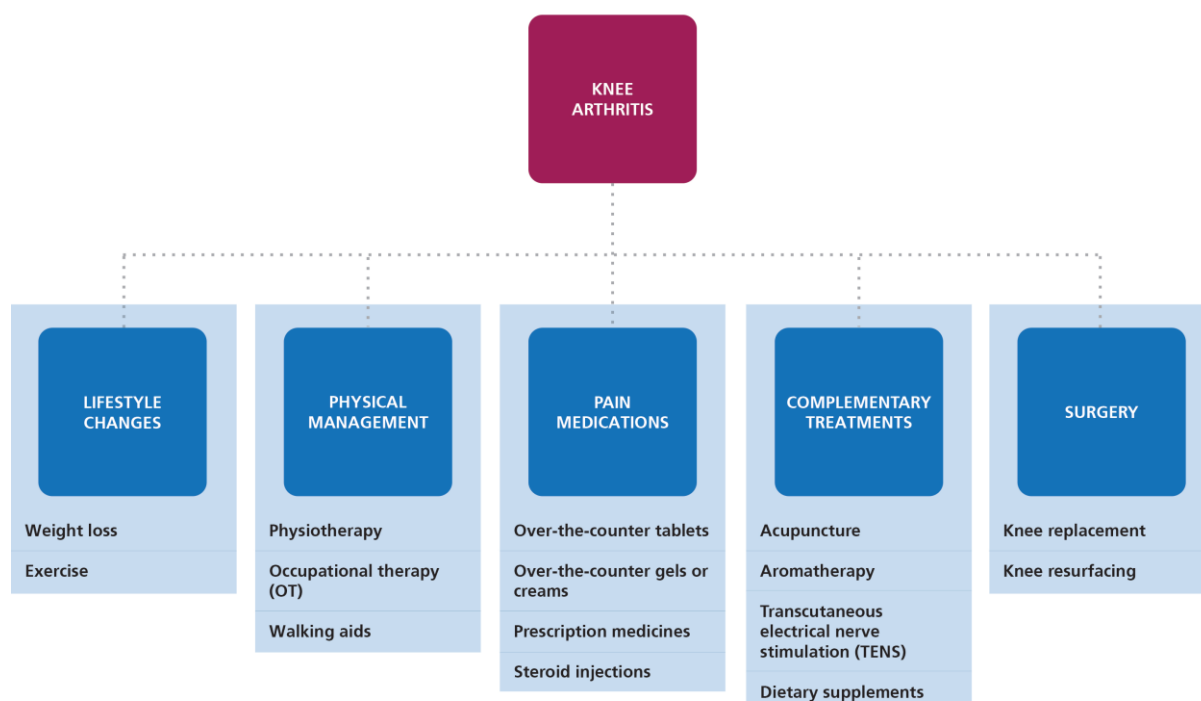 KNEE
ARTHRITIS
LIFESTYLE
CHANGES
Weight loss
Exercise
PHYSICAL
MANAGEMENT
Physiotherapy
Occupational therapy
(OT)
Walking aids
PAIN
MEDICATIONS
Over-the-counter tablets
Over-the-counter gels or
creams
Prescription medicines
Steroid injections
COMPLEMENTARY
TREATMENTS
Acupuncture
Aromatherapy
Transcutaneous
electrical nerve
stimulation (TENS)
Dietary supplements
SURGERY
Knee replacement
Knee resurfacing